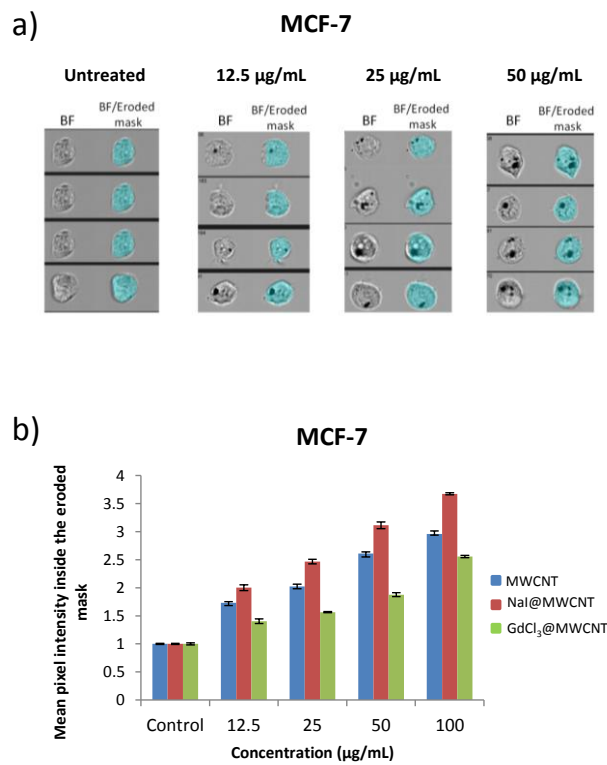 a)
MCF-7
Untreated
12.5 µg/mL
25 µg/mL
50 µg/mL
BF
BF/Eroded
mask
BF
BF/Eroded
mask
BF
BF/Eroded
mask
BF
BF/Eroded
mask
b)
MCF-7
Mean pixel intensity inside the eroded
mask
4
3.5
3
2.5
2
1.5
1
0.5
0
Control
12.5
25
50
100
Concentration (µg/mL)
MWCNT
NaI@MWCNT
GdCl₃@MWCNT